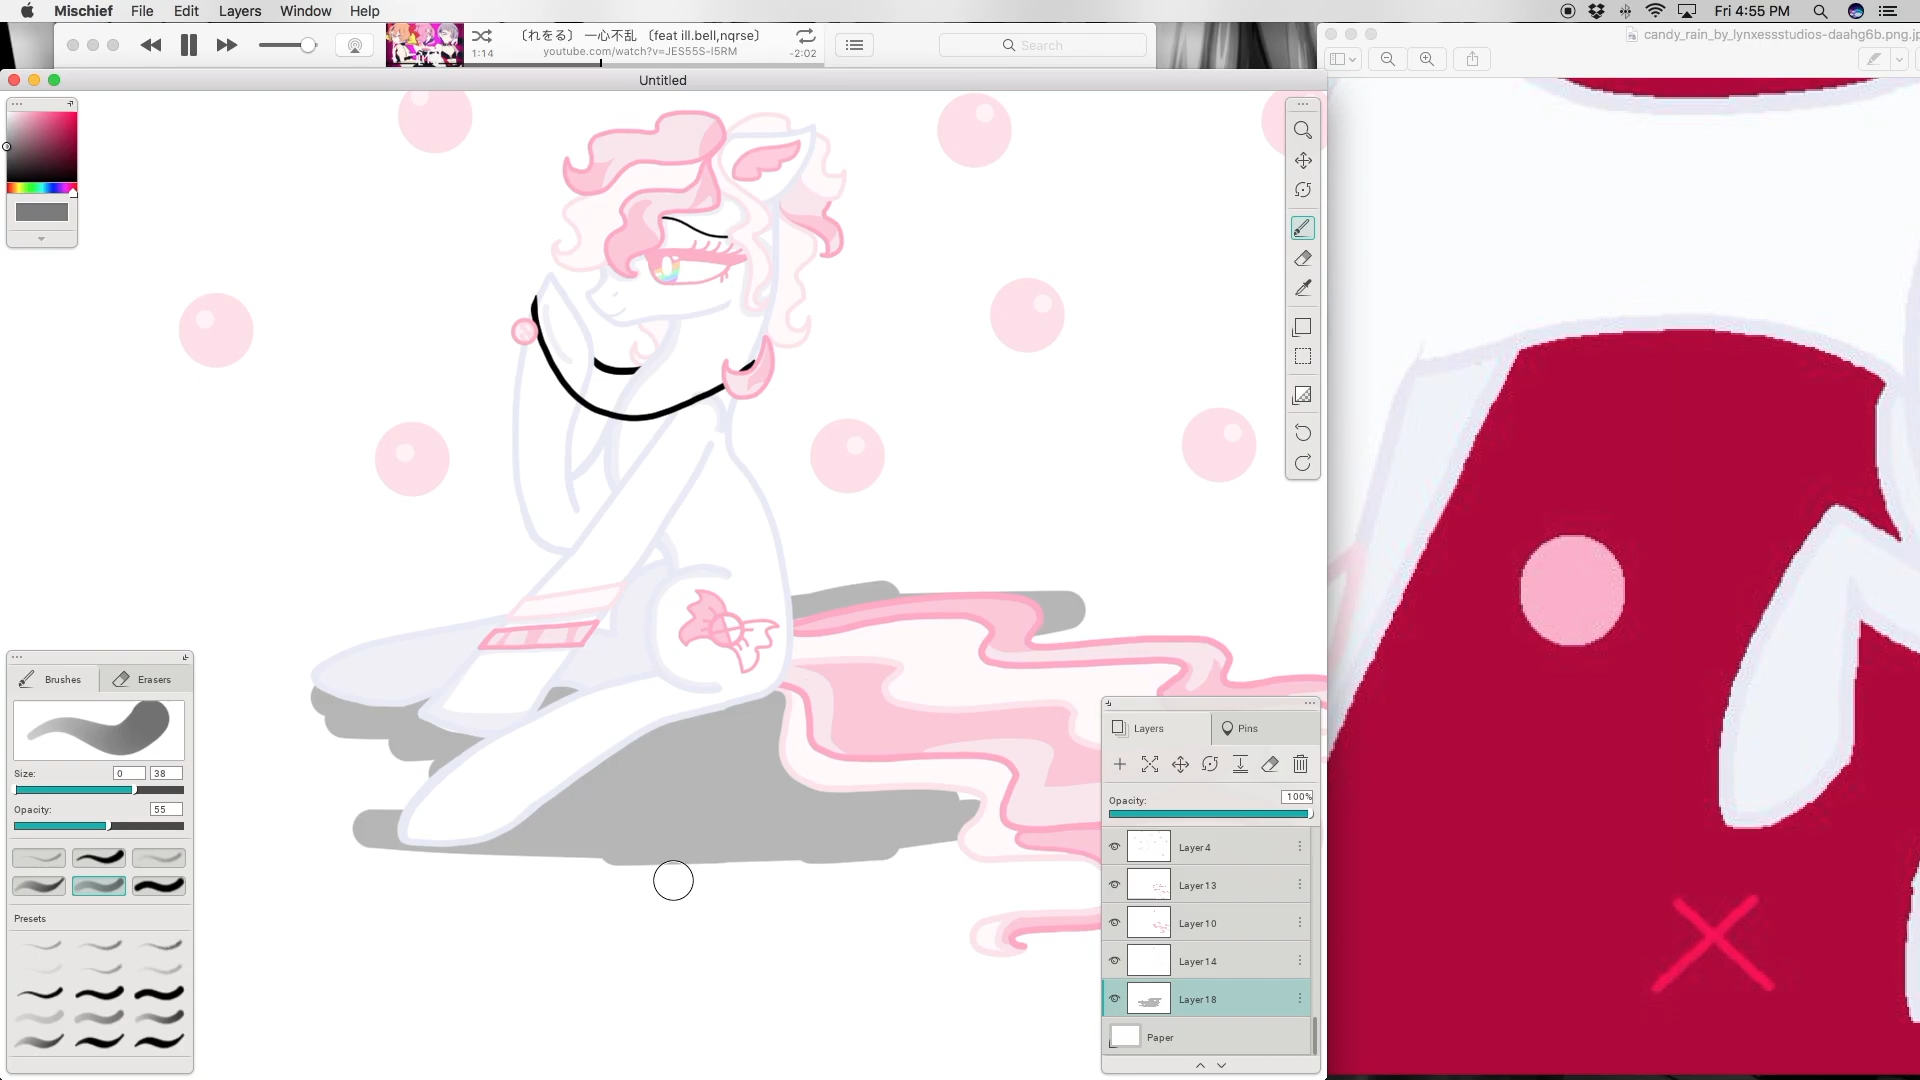 Mischief File Edit Layers Window Help
Fri 4:55 PM
〔れをる〕 一心不乱 〔feat ill.bell,nqrse〕
1:14 youtube.com/watch?v=JES55S-I5RM -2:02
Search
candy_rain_by_lynxessstudios-daahg6b.png.jp
Untitled
Brushes Erasers
Size: 0 38
Opacity: 55
Presets
Layers Pins
Opacity: 100%
Layer 4
Layer 13
Layer 10
Layer 14
Layer 18
Paper